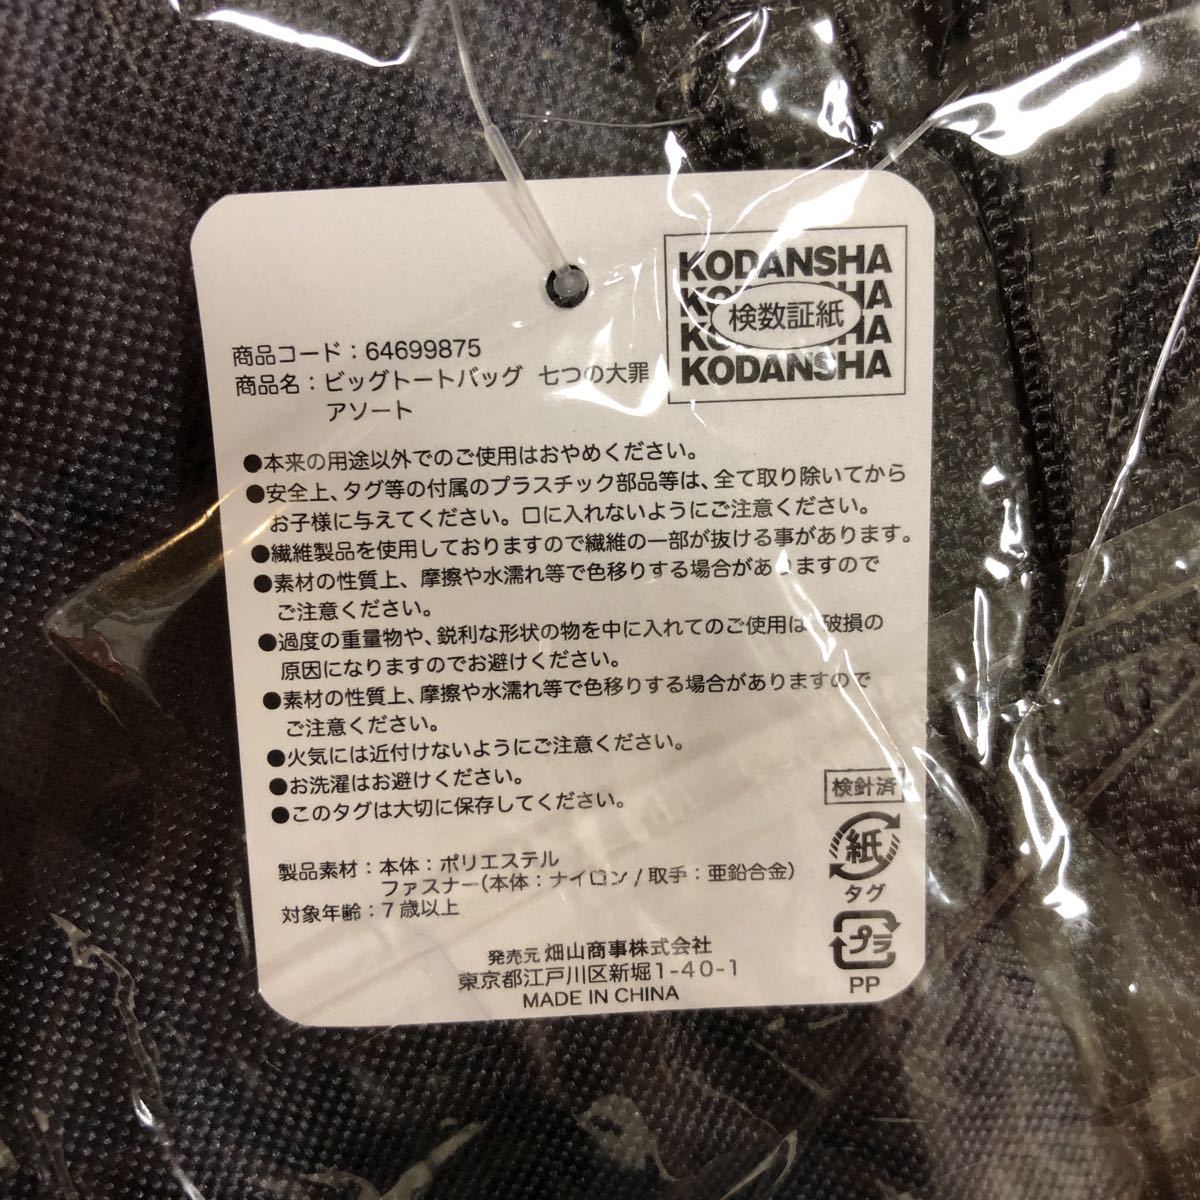 KODANSHA
KODANSHA
検数証紙
KODANSHA
KODANSHA
商品コード：64699875
商品名：ビッグトートバッグ 七つの大罪
アソート
●本来の用途以外でのご使用はおやめください。
●安全上、タグ等の付属のプラスチック部品等は、全て取り除いてから
お子様に与えてください。口に入れないようにご注意ください。
●繊維製品を使用しておりますので繊維の一部が抜ける事があります。
●素材の性質上、摩擦や水濡れ等で色移りする場合がありますので
ご注意ください。
●過度の重量物や、鋭利な形状の物を中に入れてのご使用は、破損の
原因になりますのでお避けください。
●素材の性質上、摩擦や水濡れ等で色移りする場合がありますので
ご注意ください。
●火気には近付けないようにご注意ください。
●お洗濯はお避けください。
●このタグは大切に保存してください。
検針済
紙
タグ
プラ
PP
製品素材：本体：ポリエステル
ファスナー（本体：ナイロン / 取手：亜鉛合金）
対象年齢：７歳以上
発売元 畑山商事株式会社
東京都江戸川区新堀1-40-1
MADE IN CHINA